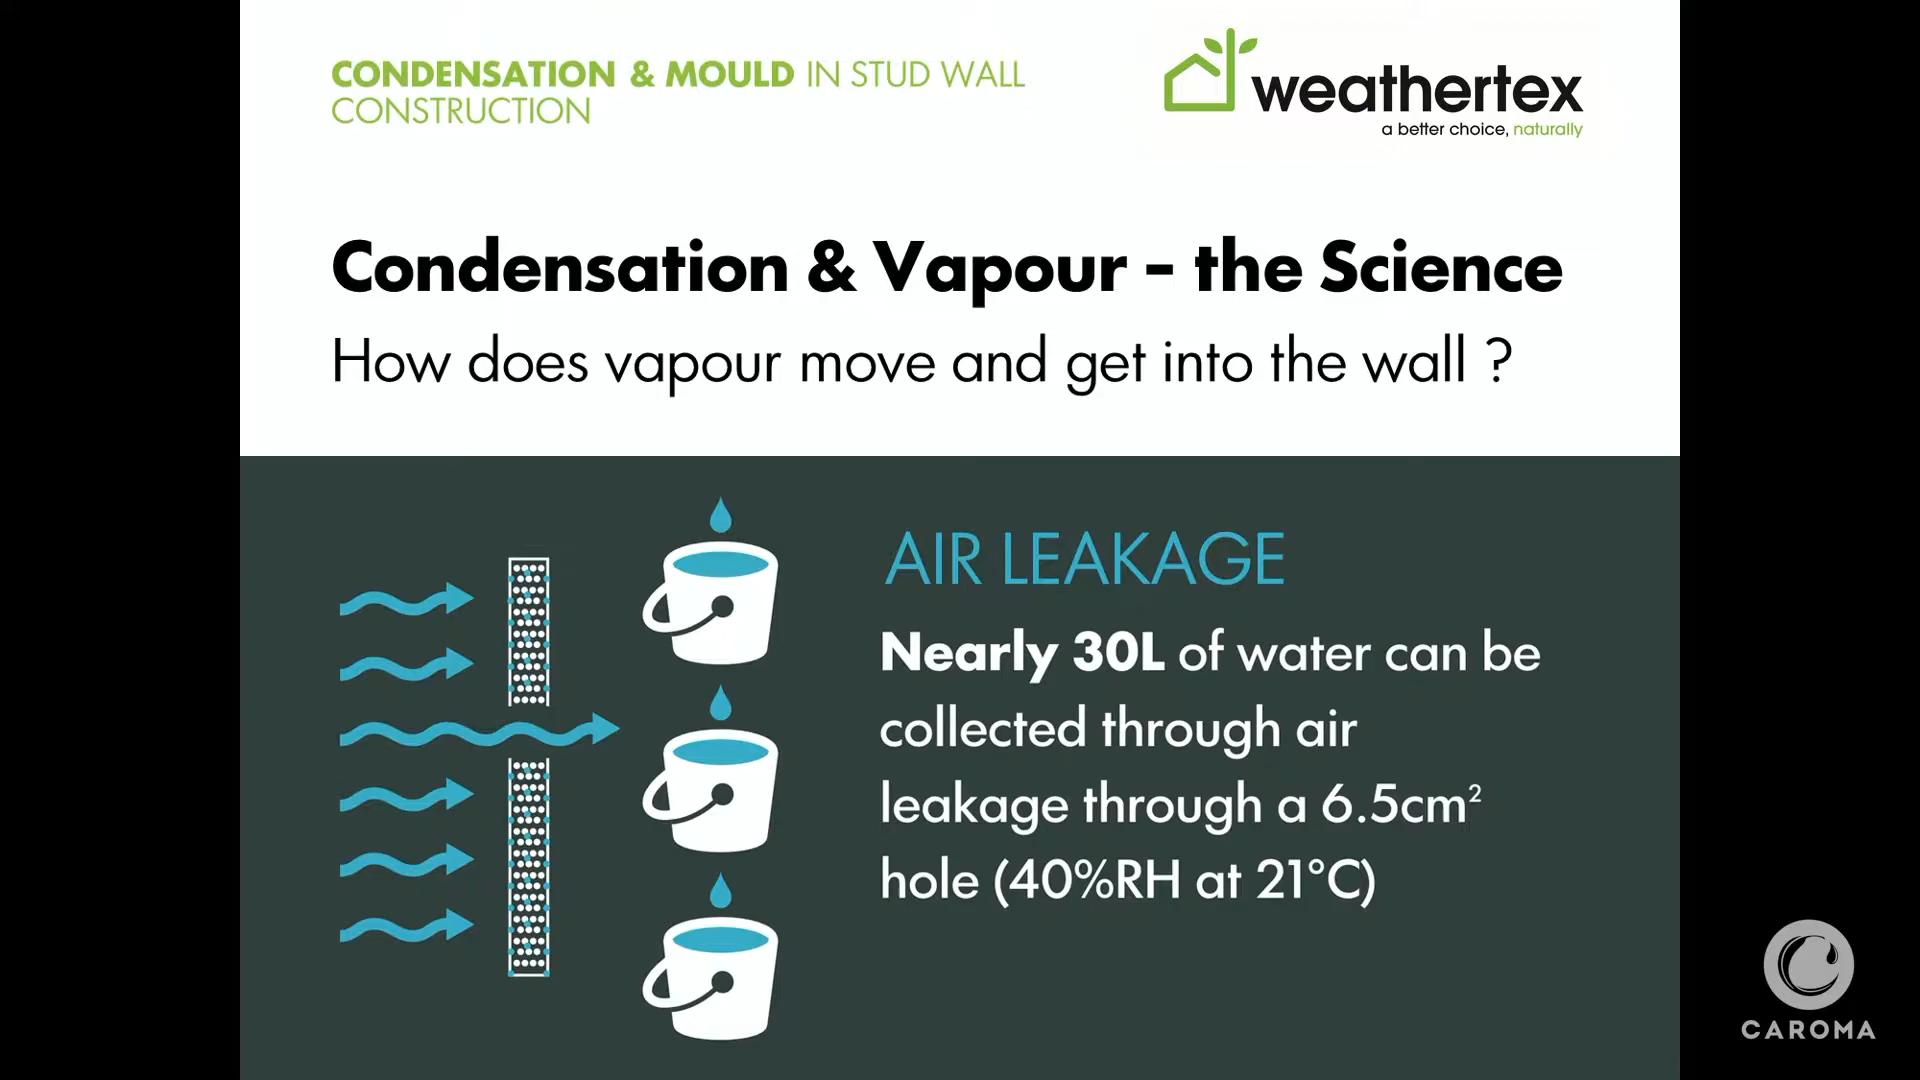 CONDENSATION & MOULD IN STUD WALL
CONSTRUCTION
weathertex
a better choice, naturally
Condensation & Vapour - the Science
How does vapour move and get into the wall ?
AIR LEAKAGE
Nearly 30L of water can be
collected through air
leakage through a 6.5cm²
hole (40%RH at 21°C)
CAROMA